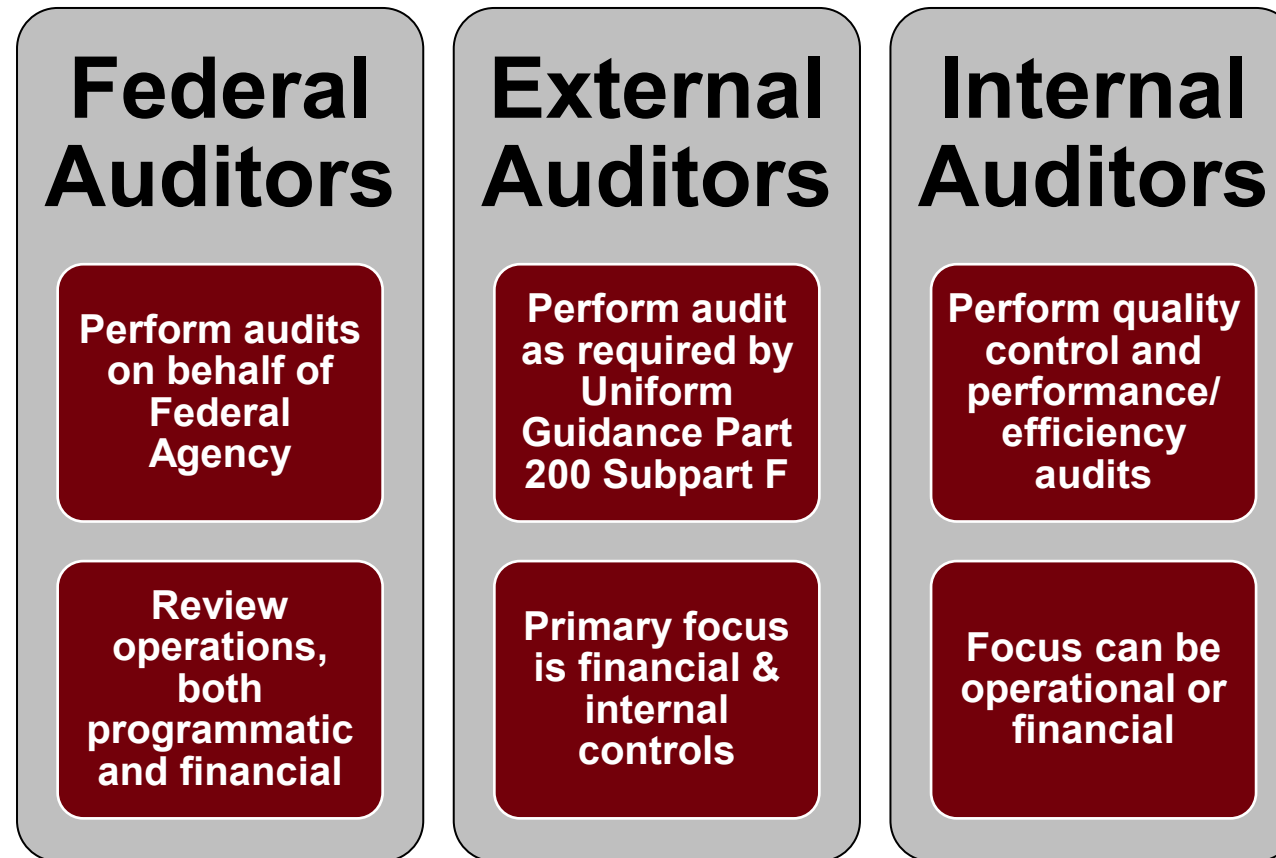 Federal
Auditors
Perform audits
on behalf of
Federal
Agency
Review
operations,
both
programmatic
and financial
External
Auditors
Perform audit
as required by
Uniform
Guidance Part
200 Subpart F
Primary focus
is financial &
internal
controls
Internal
Auditors
Perform quality
control and
performance/
efficiency
audits
Focus can be
operational or
financial